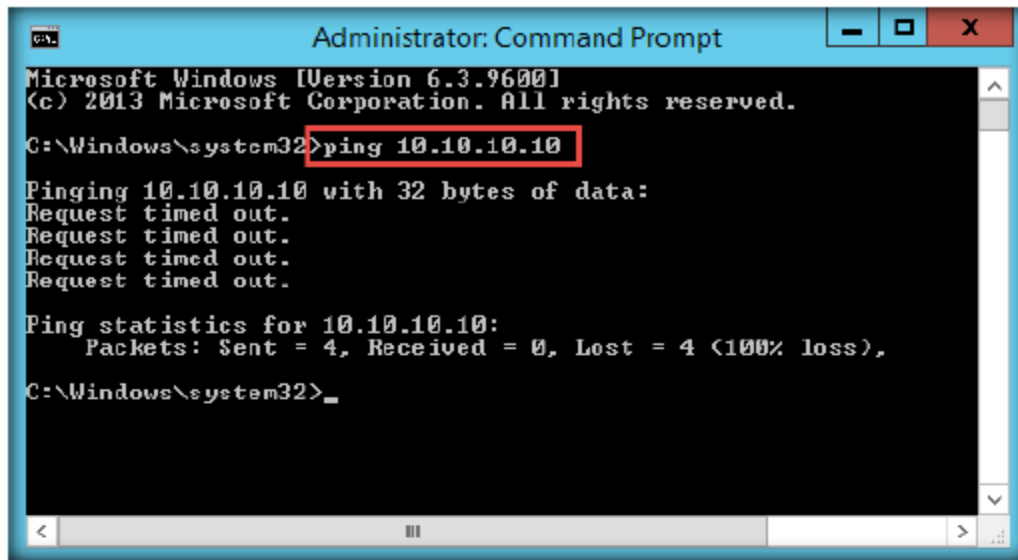 Administrator: Command Prompt
Microsoft Windows [Version 6.3.9600]
(c) 2013 Microsoft Corporation. All rights reserved.
C:\Windows\system32>ping 10.10.10.10
Pinging 10.10.10.10 with 32 bytes of data:
Request timed out.
Request timed out.
Request timed out.
Request timed out.
Ping statistics for 10.10.10.10:
Packets: Sent = 4, Received = 0, Lost = 4 (100% loss),
C:\Windows\system32>_